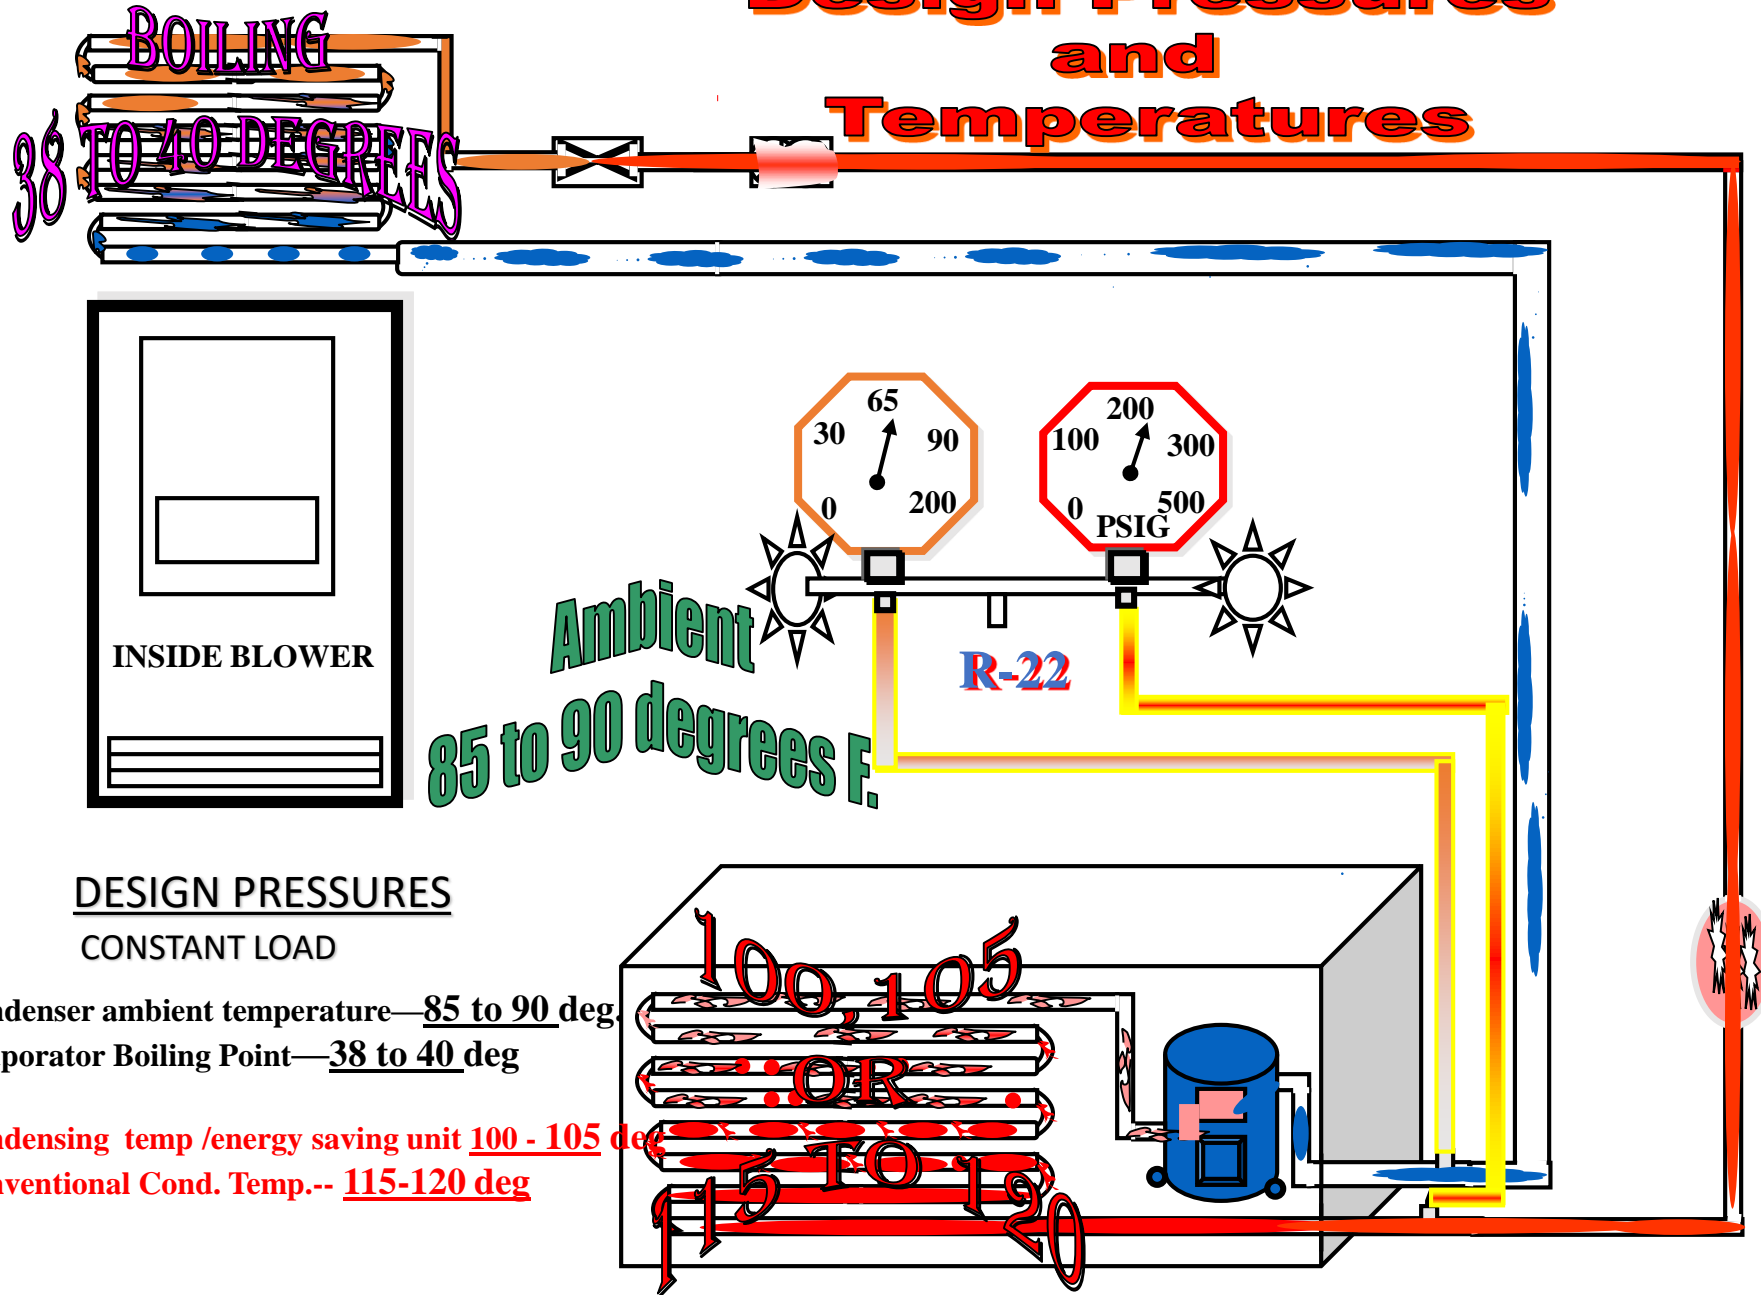 Design Pressures
and
Temperatures
BOILING
38 TO 40 DEGREES
65
30
90
0
200
200
100
300
0
500
PSIG
INSIDE BLOWER
Ambient
85 to 90 degrees F.
R-22
DESIGN PRESSURES
CONSTANT LOAD
ndenser ambient temperature—85 to 90 deg.
porator Boiling Point—38 to 40 deg
ndensing temp /energy saving unit 100 - 105 deg
nventional Cond. Temp.-- 115-120 deg
100, 105
OR
115 TO 120